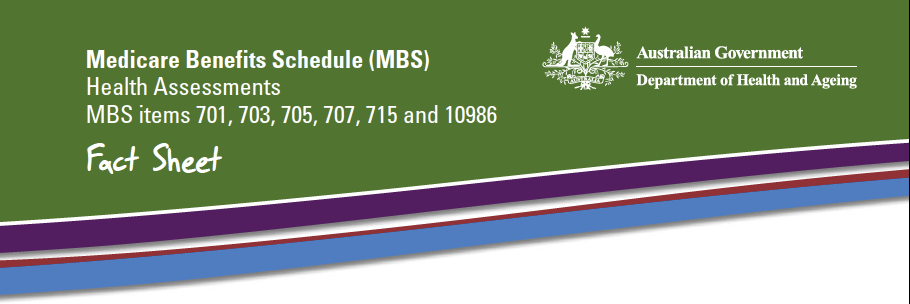 Medicare Benefits Schedule (MBS)
Health Assessments
MBS items 701, 703, 705, 707, 715 and 10986
Fact Sheet
Australian Government
Department of Health and Ageing